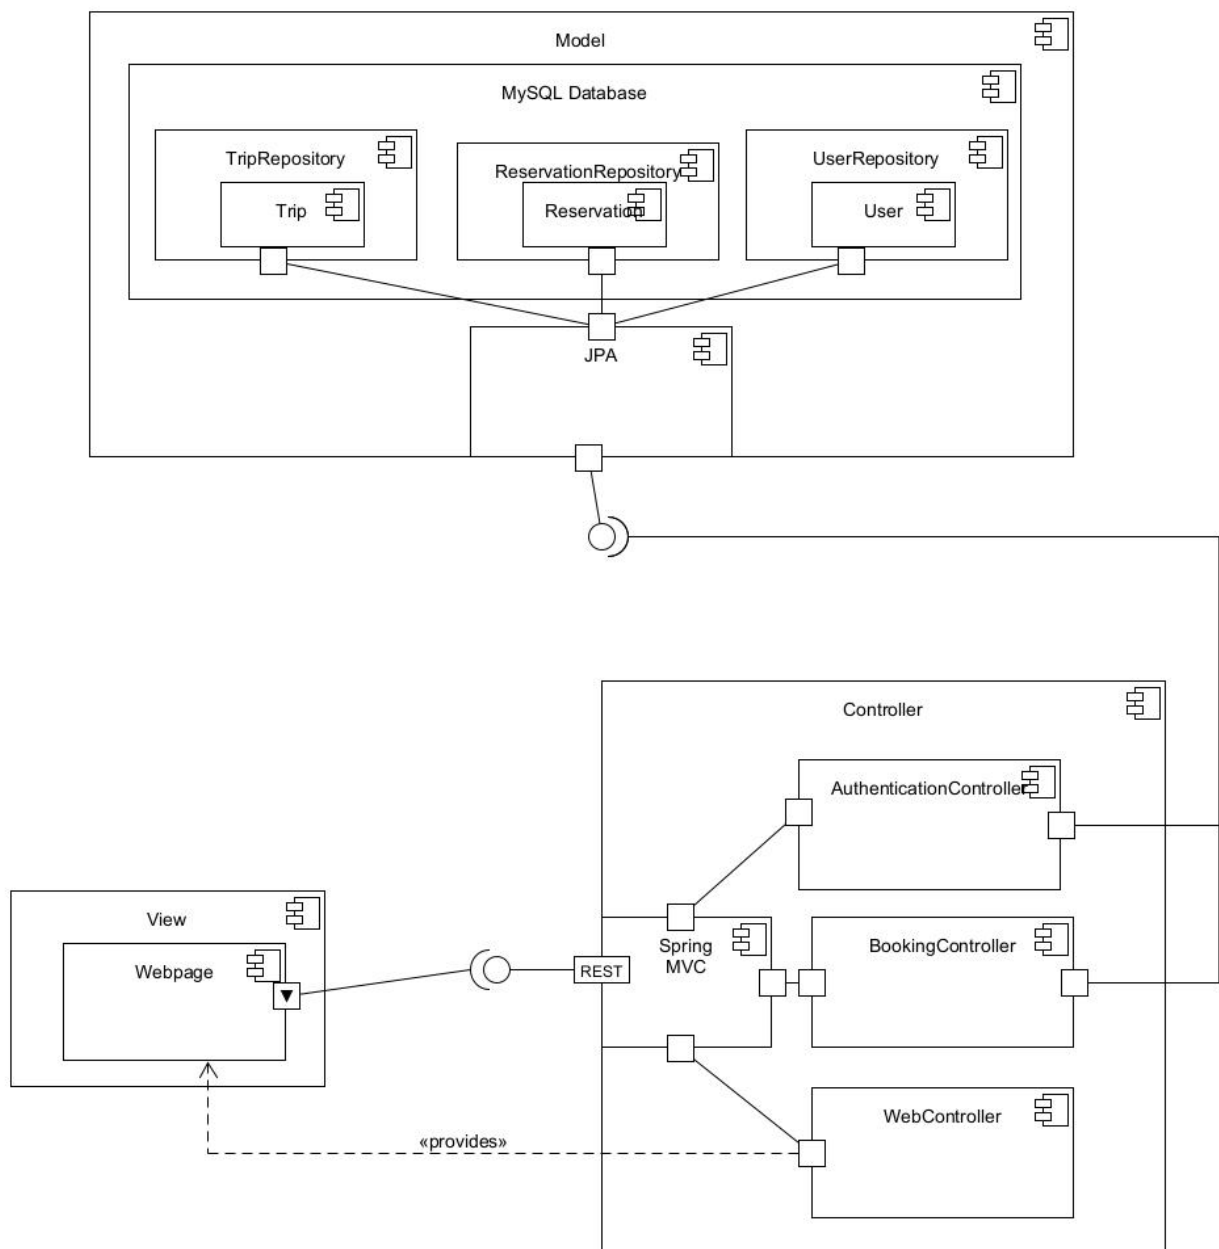 Model
MySQL Database
TripRepository
ReservationRepository
UserRepository
Trip
Reservation
User
JPA
Controller
AuthenticationController
View
Webpage
REST
Spring
MVC
BookingController
WebController
«provides»